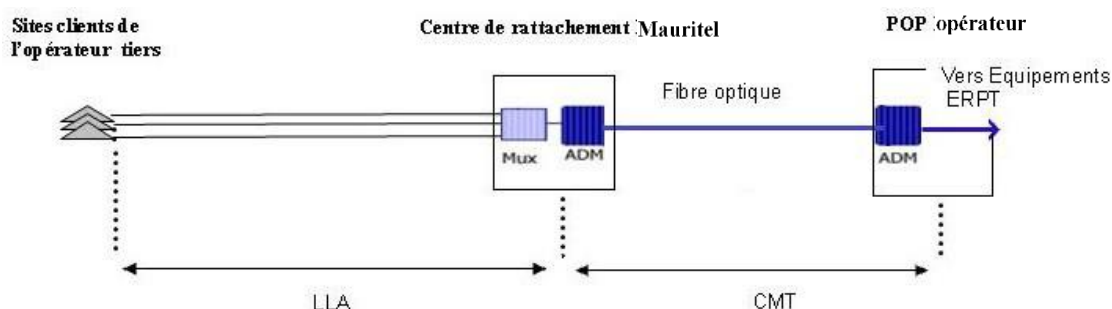 Sites clients de
l'opérateur tiers
Centre de rattachement Mauritel
POP opérateur
Vers Equipements
ERPT
Fibre optique
Mux
ADM
ADM
LLA
CMT